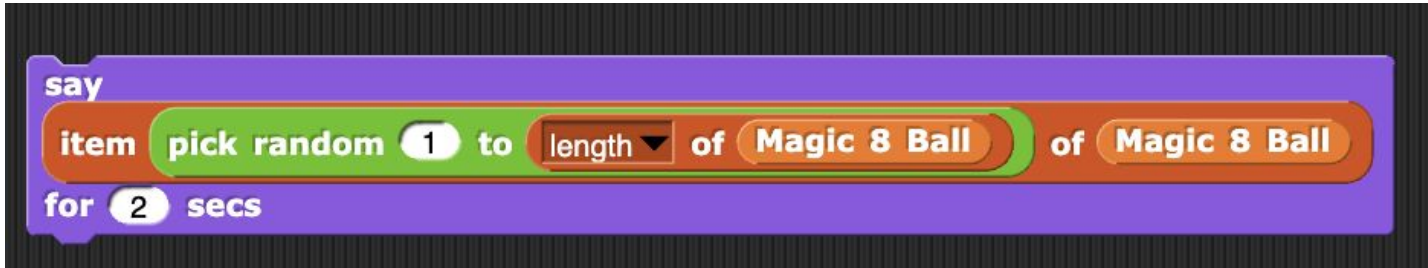 say
item pick random 1 to length of Magic 8 Ball of Magic 8 Ball
for 2 secs